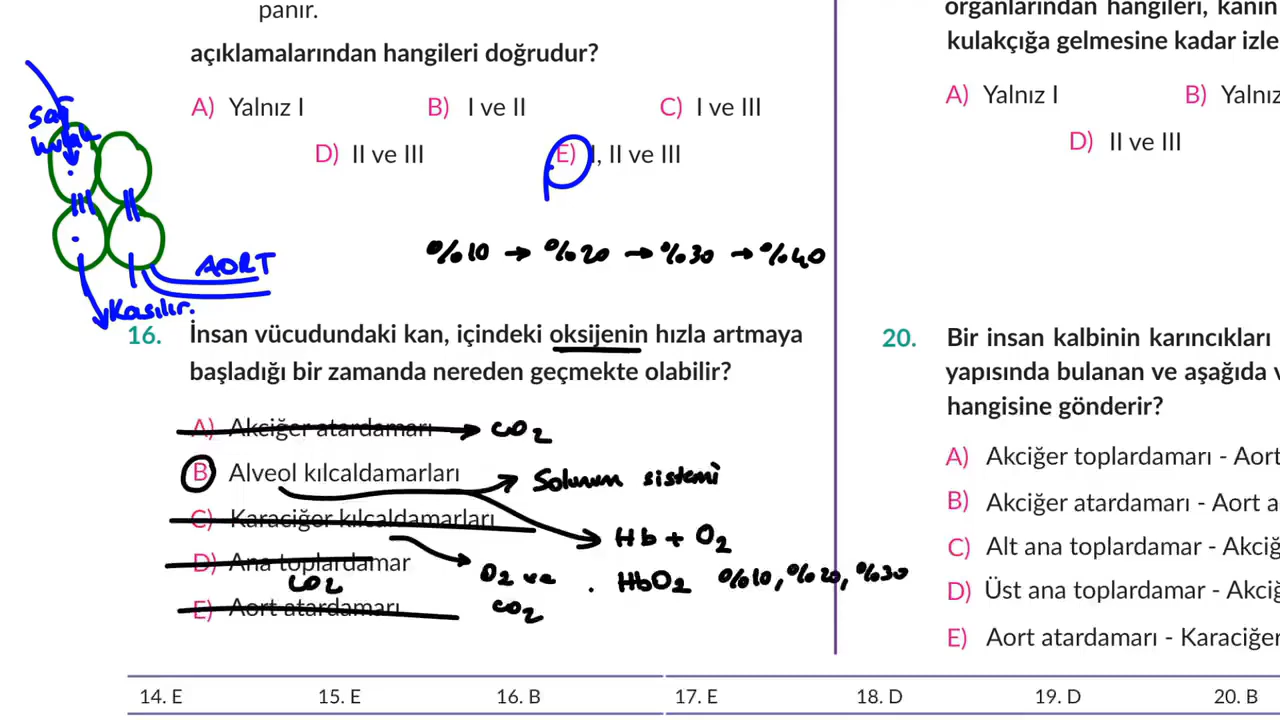 panır.
açıklamalarından hangileri doğrudur?
A) Yalnız I
B) I ve II
C) I ve III
D) II ve III
E) I, II ve III
sağ
kulak
AORT
Kasılır.
%10 → %20 → %30 → %40
16. İnsan vücudundaki kan, içindeki oksijenin hızla artmaya
başladığı bir zamanda nereden geçmekte olabilir?
A) Akciğer atardamarı → CO2
B) Alveol kılcaldamarları → Solunum sistemi
C) Karaciğer kılcaldamarları
Hb + O2
D) Ana toplardamar
CO2
O2 ve
CO2
. HbO2 %10, %20, %30
E) Aort atardamarı
organlarından hangileri, kanın
kulakçığa gelmesine kadar izle
A) Yalnız I
B) Yalnız
D) II ve III
20. Bir insan kalbinin karıncıkları
yapısında bulanan ve aşağıda v
hangisine gönderir?
A) Akciğer toplardamarı - Aort
B) Akciğer atardamarı - Aort a
C) Alt ana toplardamar - Akciğ
D) Üst ana toplardamar - Akciğ
E) Aort atardamarı - Karaciğer
14. E 15. E 16. B 17. E 18. D 19. D 20. B